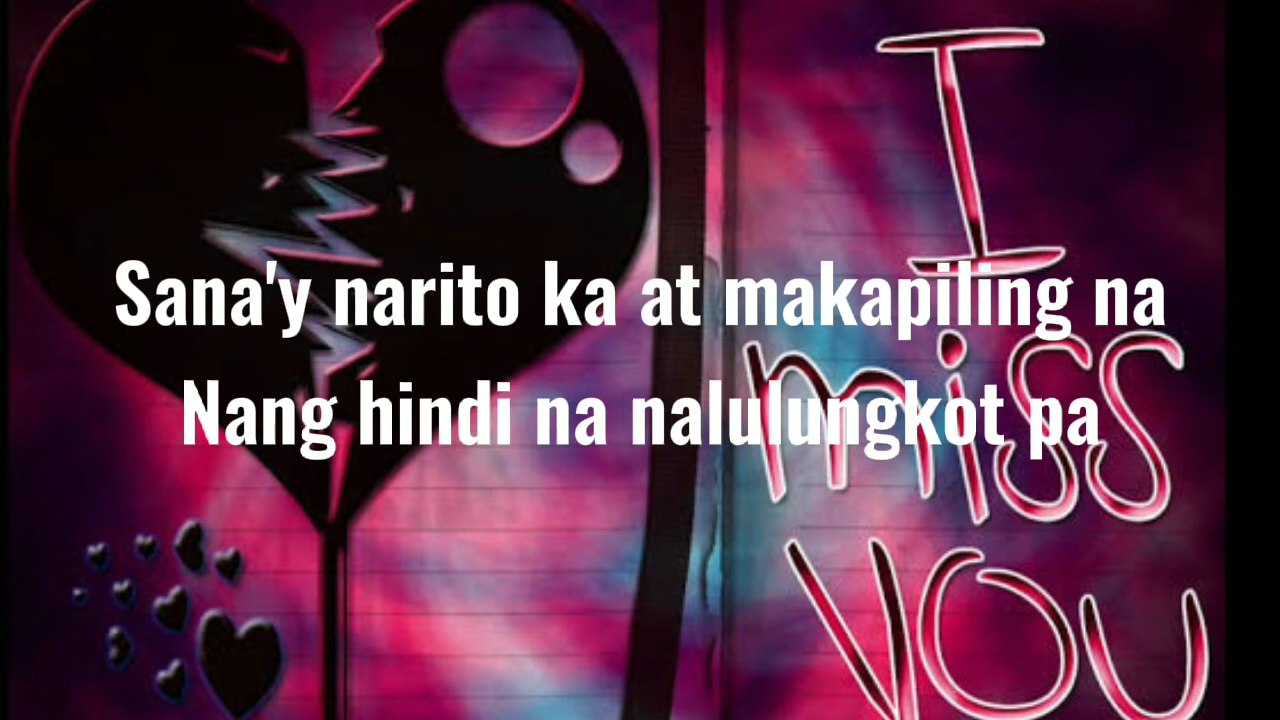 I
miss
you
Sana'y narito ka at makapiling na
Nang hindi na nalulungkot pa